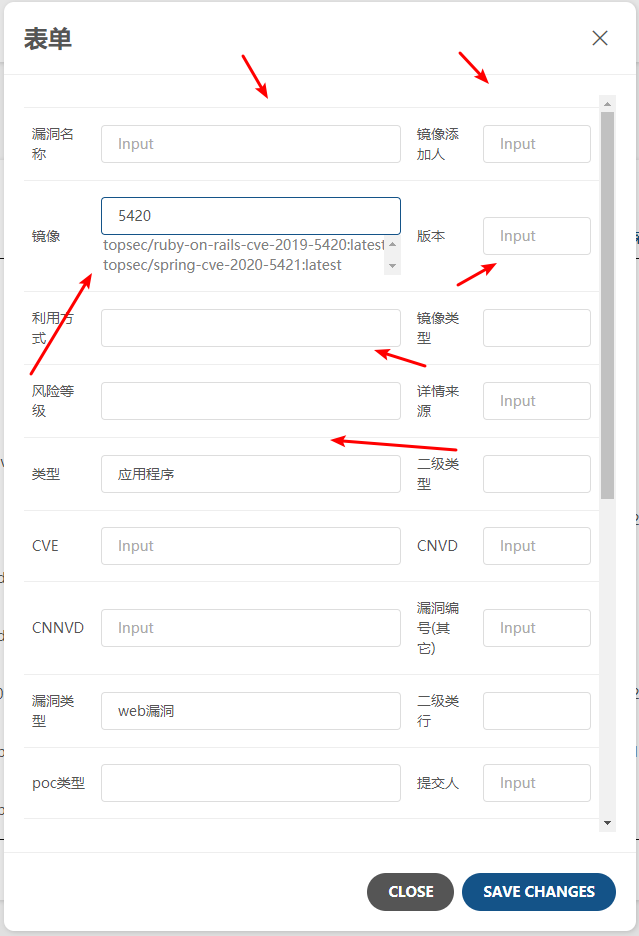 表单
漏洞名
称
Input
镜像添
加人
Input
镜像
5420
topsec/ruby-on-rails-cve-2019-5420:latest
topsec/spring-cve-2020-5421:latest
版本
Input
利用方
式
镜像类
型
风险等
级
详情来
源
Input
类型
应用程序
二级类
型
CVE
Input
CNVD
Input
CNNVD
Input
漏洞编
号(其
它)
Input
漏洞类
型
web漏洞
二级类
行
poc类型
提交人
Input
CLOSE
SAVE CHANGES